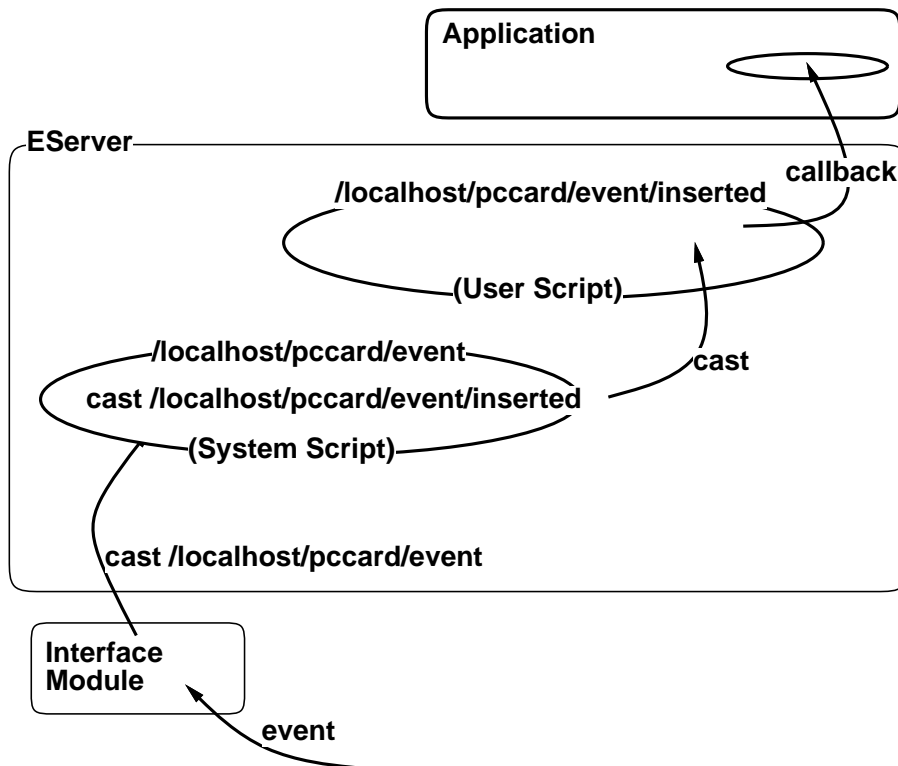 Application
EServer
callback
/localhost/pccard/event/inserted
(User Script)
/localhost/pccard/event
cast
cast /localhost/pccard/event/inserted
(System Script)
cast /localhost/pccard/event
Interface
Module
event